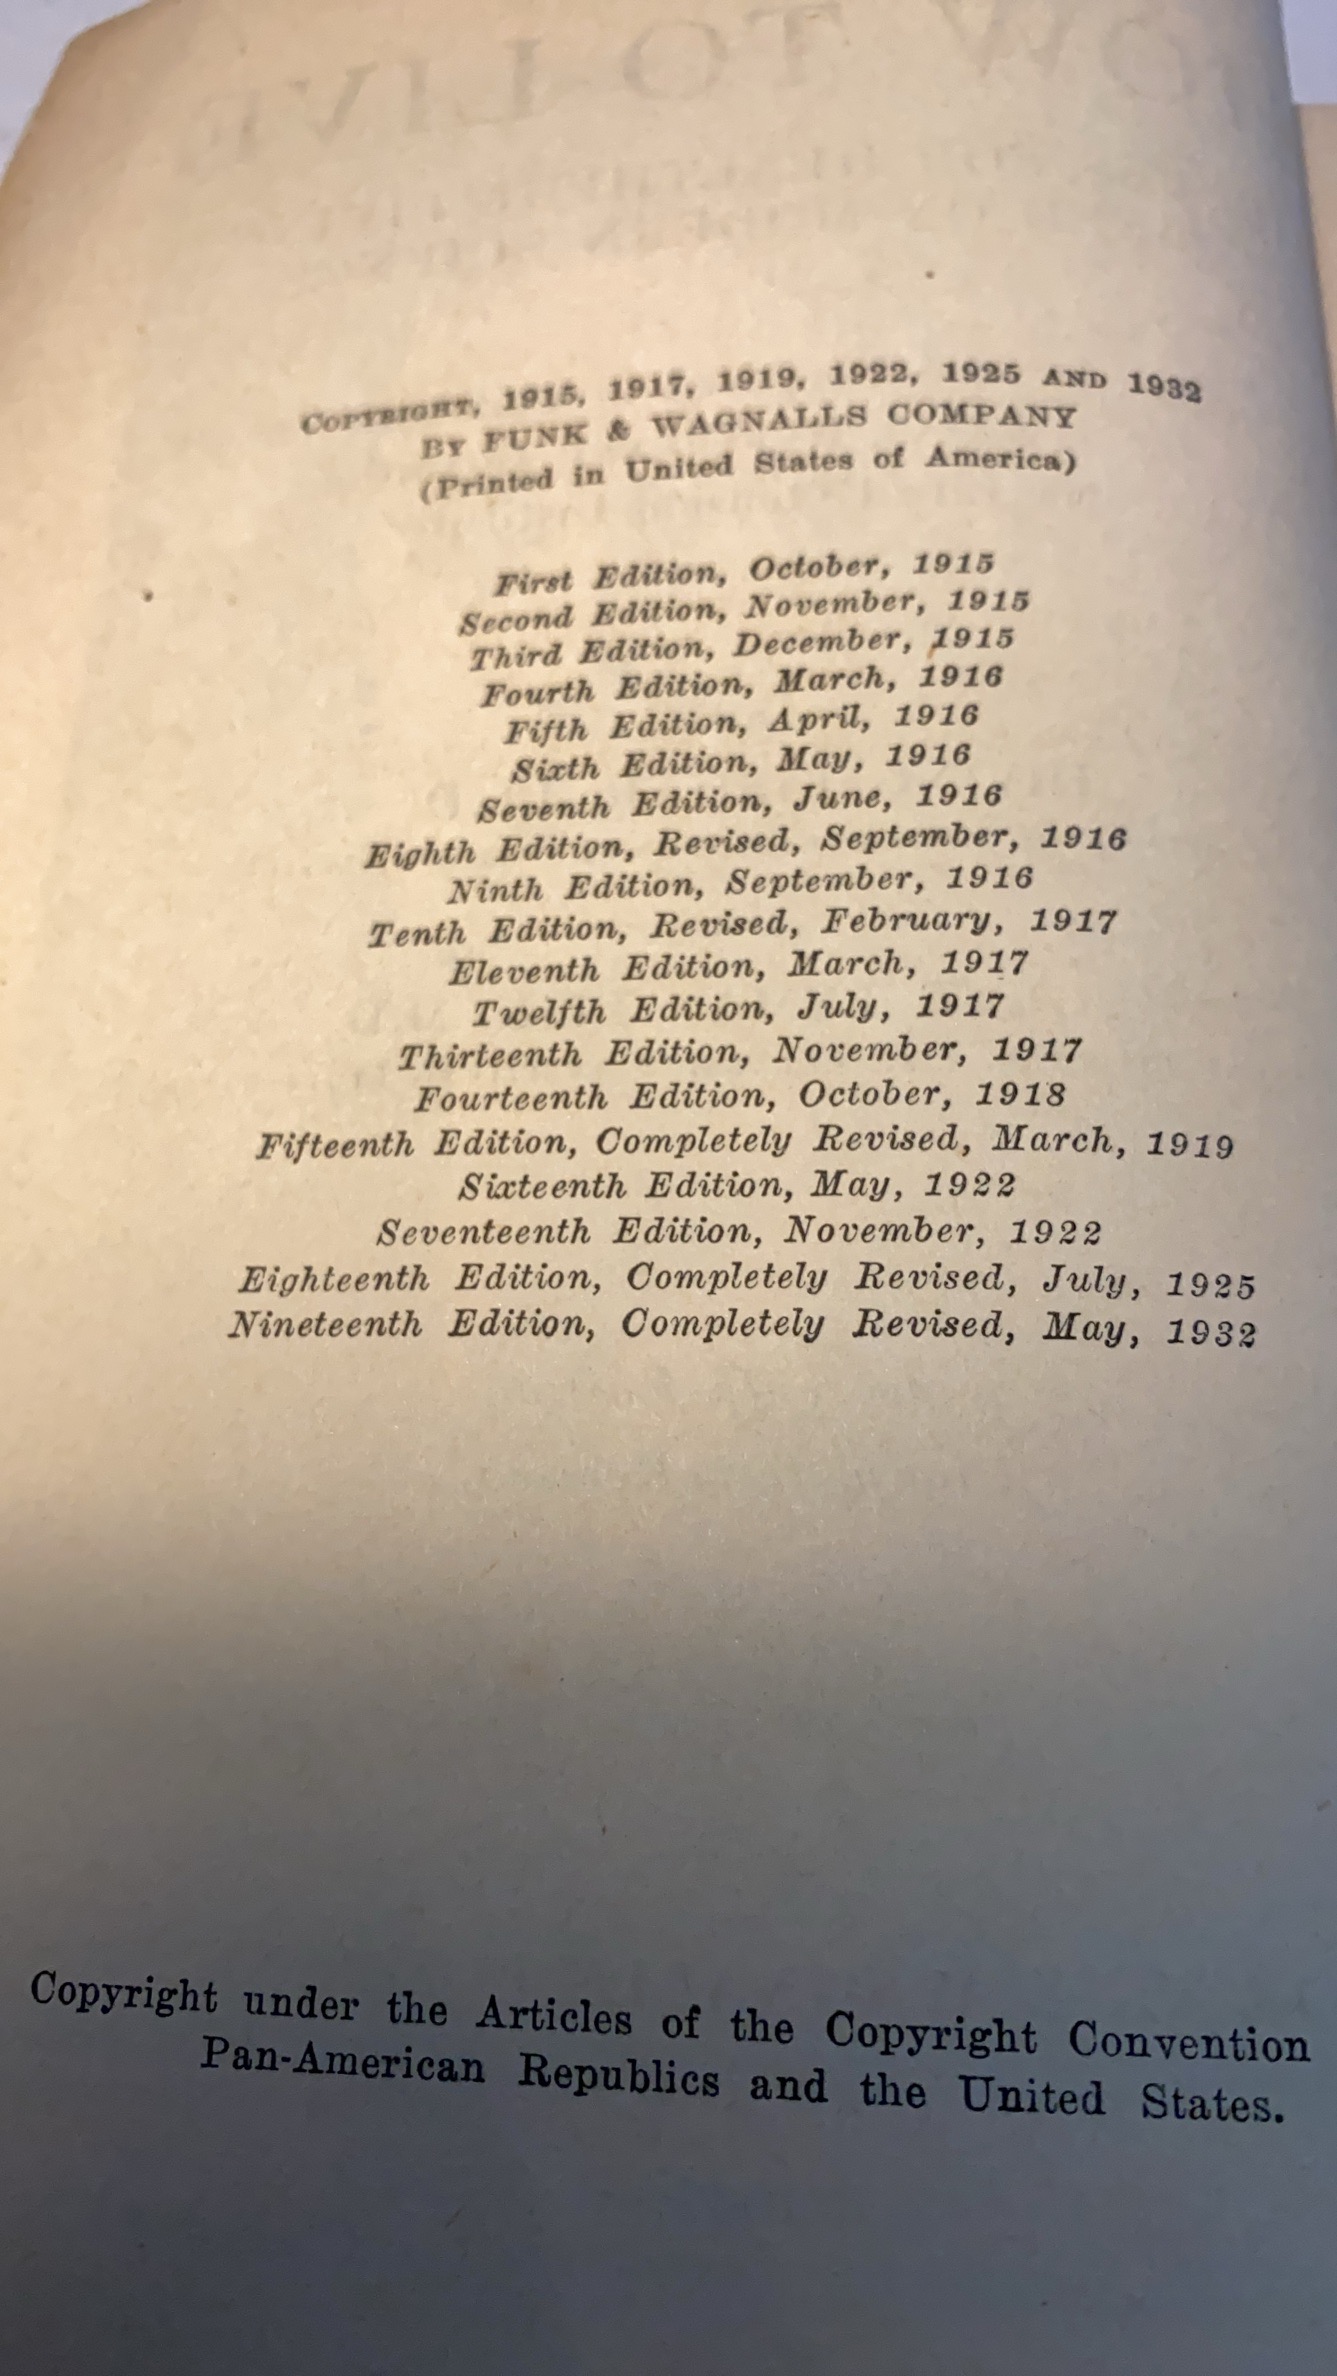 COPYRIGHT, 1915, 1917, 1919, 1922, 1925 AND 1932
BY FUNK & WAGNALLS COMPANY
(Printed in United States of America)
First Edition, October, 1915
Second Edition, November, 1915
Third Edition, December, 1915
Fourth Edition, March, 1916
Fifth Edition, April, 1916
Sixth Edition, May, 1916
Seventh Edition, June, 1916
Eighth Edition, Revised, September, 1916
Ninth Edition, September, 1916
Tenth Edition, Revised, February, 1917
Eleventh Edition, March, 1917
Twelfth Edition, July, 1917
Thirteenth Edition, November, 1917
Fourteenth Edition, October, 1918
Fifteenth Edition, Completely Revised, March, 1919
Sixteenth Edition, May, 1922
Seventeenth Edition, November, 1922
Eighteenth Edition, Completely Revised, July, 1925
Nineteenth Edition, Completely Revised, May, 1932
Copyright under the Articles of the Copyright Convention
Pan-American Republics and the United States.